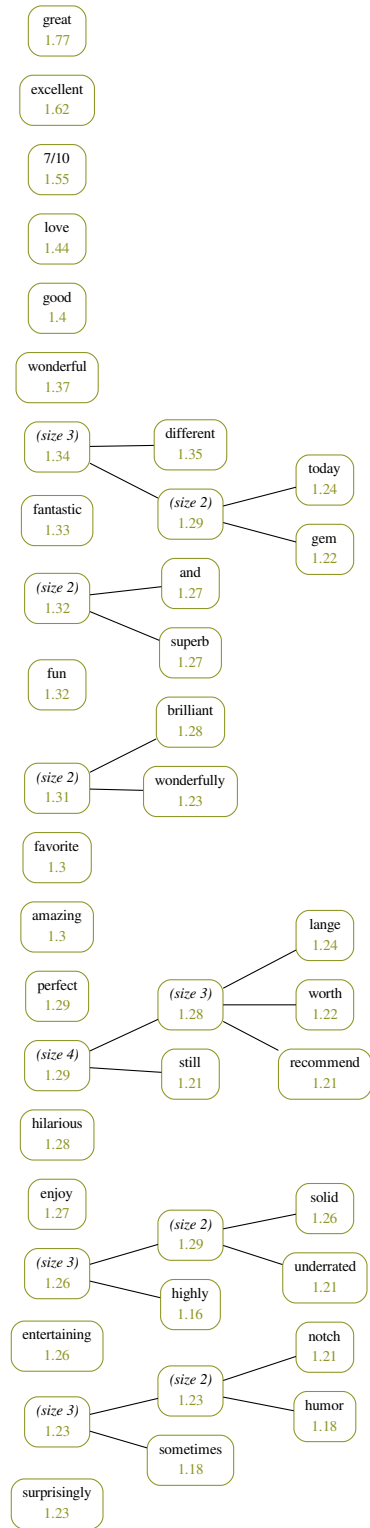 great
1.77
excellent
1.62
7/10
1.55
love
1.44
good
1.4
wonderful
1.37
(size 3)
1.34
different
1.35
(size 2)
1.29
today
1.24
gem
1.22
fantastic
1.33
(size 2)
1.32
and
1.27
superb
1.27
fun
1.32
(size 2)
1.31
brilliant
1.28
wonderfully
1.23
favorite
1.3
amazing
1.3
perfect
1.29
(size 4)
1.29
(size 3)
1.28
lange
1.24
worth
1.22
recommend
1.21
still
1.21
hilarious
1.28
enjoy
1.27
(size 3)
1.26
(size 2)
1.29
solid
1.26
underrated
1.21
highly
1.16
entertaining
1.26
(size 3)
1.23
(size 2)
1.23
notch
1.21
humor
1.18
sometimes
1.18
surprisingly
1.23